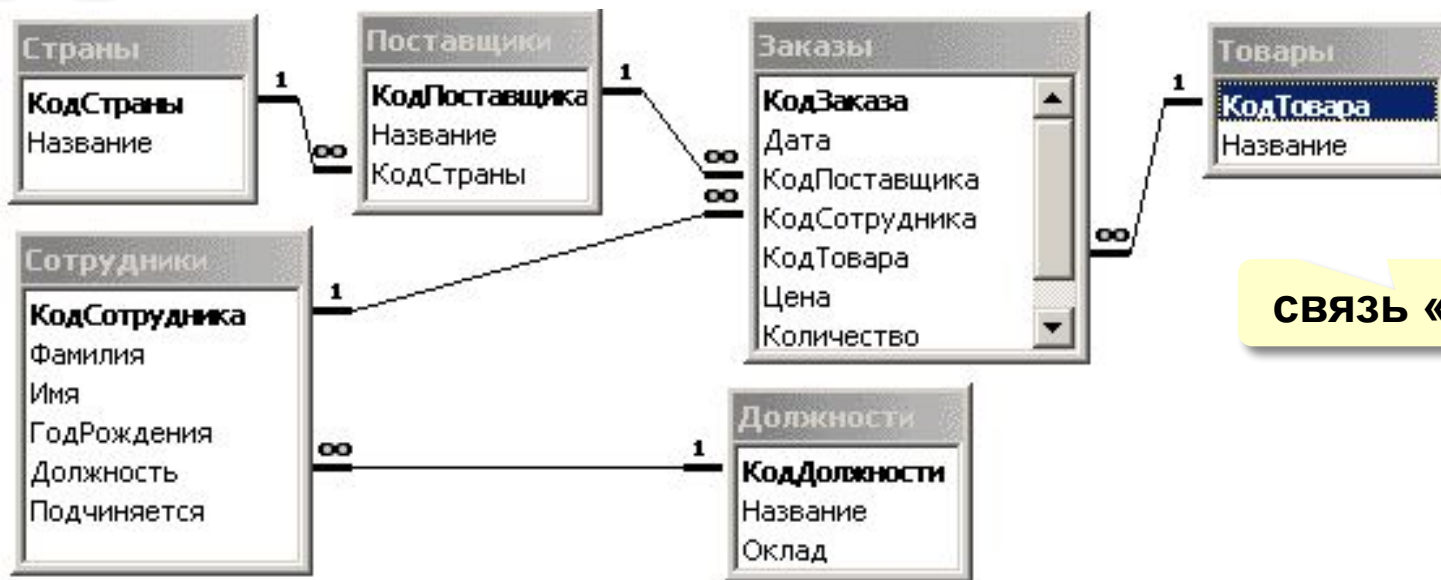 Страны
КодСтраны
Название
1
∞
Поставщики
КодПоставщика
Название
КодСтраны
1
∞
∞
Заказы
КодЗаказа
Дата
КодПоставщика
КодСотрудника
КодТовара
Цена
Количество
1
∞
Товары
КодТовара
Название
связь «
Сотрудники
КодСотрудника
Фамилия
Имя
ГодРождения
Должность
Подчиняется
1
∞
1
Должности
КодДолжности
Название
Оклад